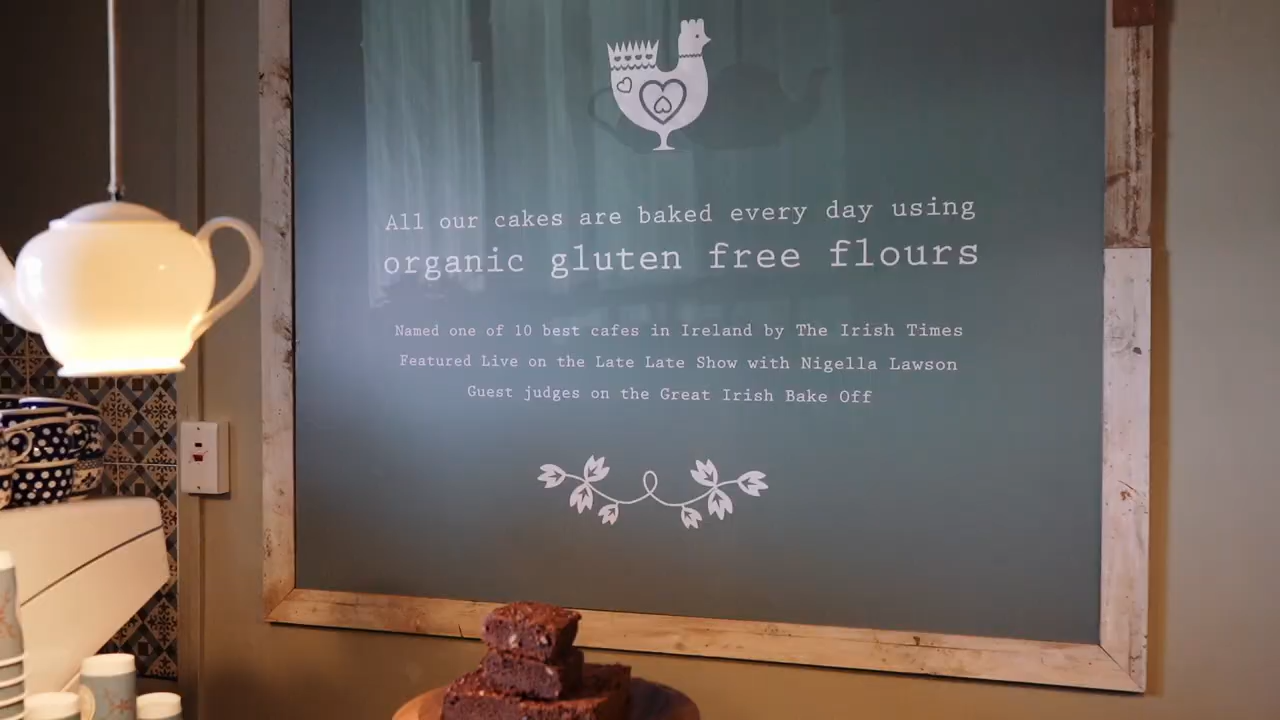 All our cakes are baked every day using
organic gluten free flours
Named one of 10 best cafes in Ireland by The Irish Times
Featured Live on the Late Late Show with Nigella Lawson
Guest judges on the Great Irish Bake Off